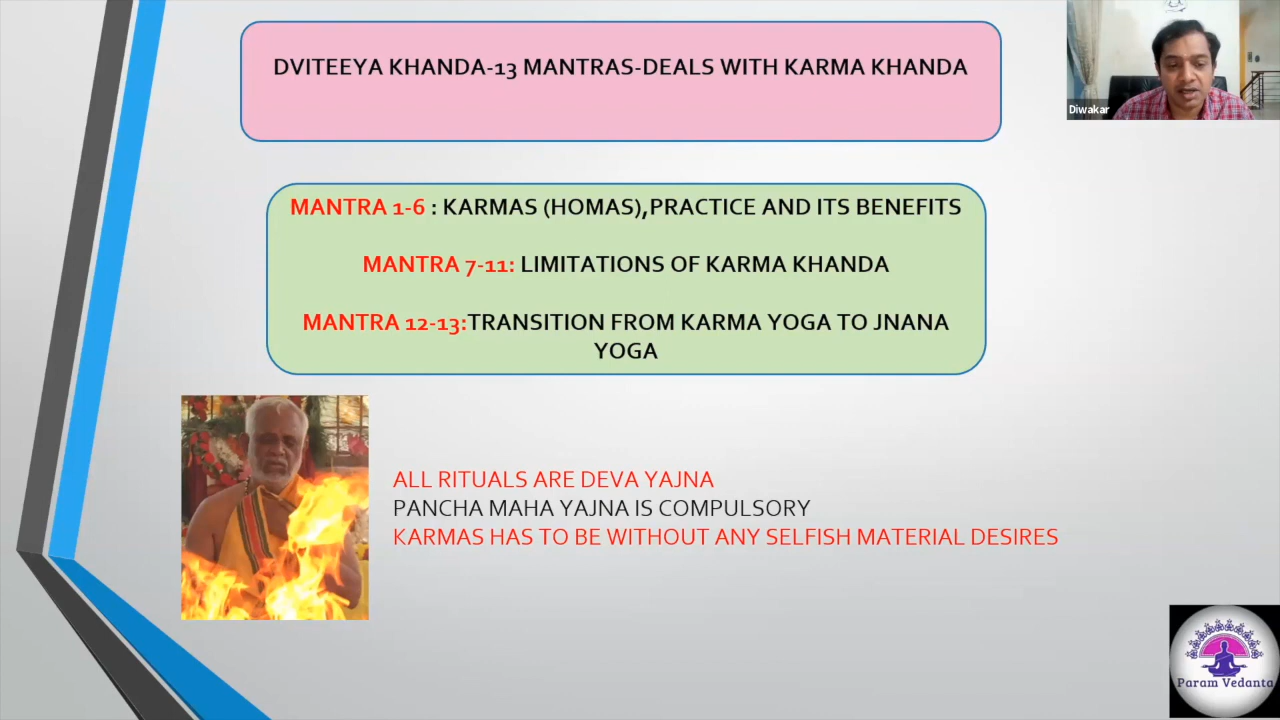 DVITEEYA KHANDA-13 MANTRAS-DEALS WITH KARMA KHANDA
Diwakar
MANTRA 1-6 : KARMAS (HOMAS),PRACTICE AND ITS BENEFITS
MANTRA 7-11: LIMITATIONS OF KARMA KHANDA
MANTRA 12-13:TRANSITION FROM KARMA YOGA TO JNANA
YOGA
ALL RITUALS ARE DEVA YAJNA
PANCHA MAHA YAJNA IS COMPULSORY
KARMAS HAS TO BE WITHOUT ANY SELFISH MATERIAL DESIRES
Param Vedanta